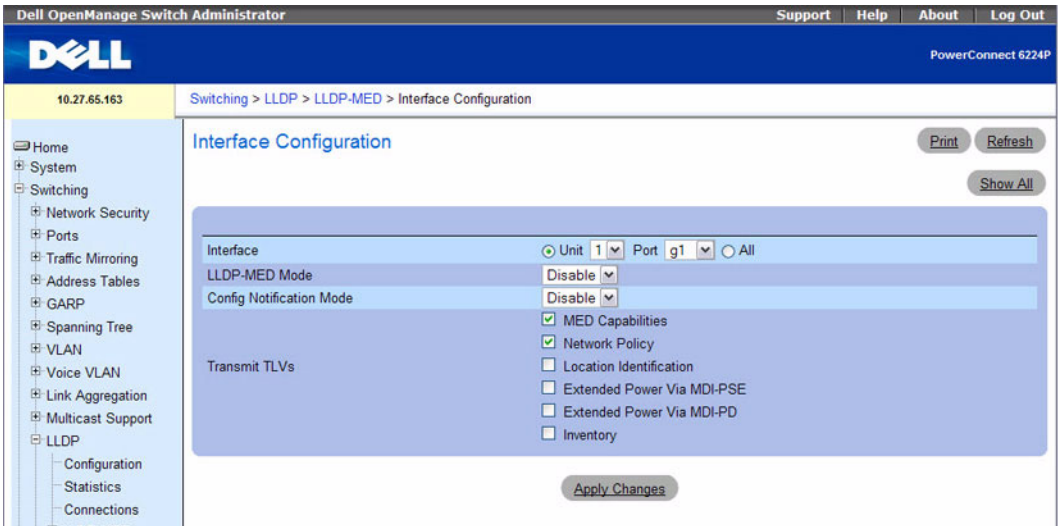 Dell OpenManage Switch Administrator
Support Help About Log Out
DELL
PowerConnect 6224P
10.27.65.163
Switching > LLDP > LLDP-MED > Interface Configuration
Home
System
Switching
Network Security
Ports
Traffic Mirroring
Address Tables
GARP
Spanning Tree
VLAN
Voice VLAN
Link Aggregation
Multicast Support
LLDP
Configuration
Statistics
Connections
Interface Configuration
Print Refresh
Show All
Interface Unit 1 Port g1 All
LLDP-MED Mode Disable
Config Notification Mode Disable
Transmit TLVs
MED Capabilities
Network Policy
Location Identification
Extended Power Via MDI-PSE
Extended Power Via MDI-PD
Inventory
Apply Changes